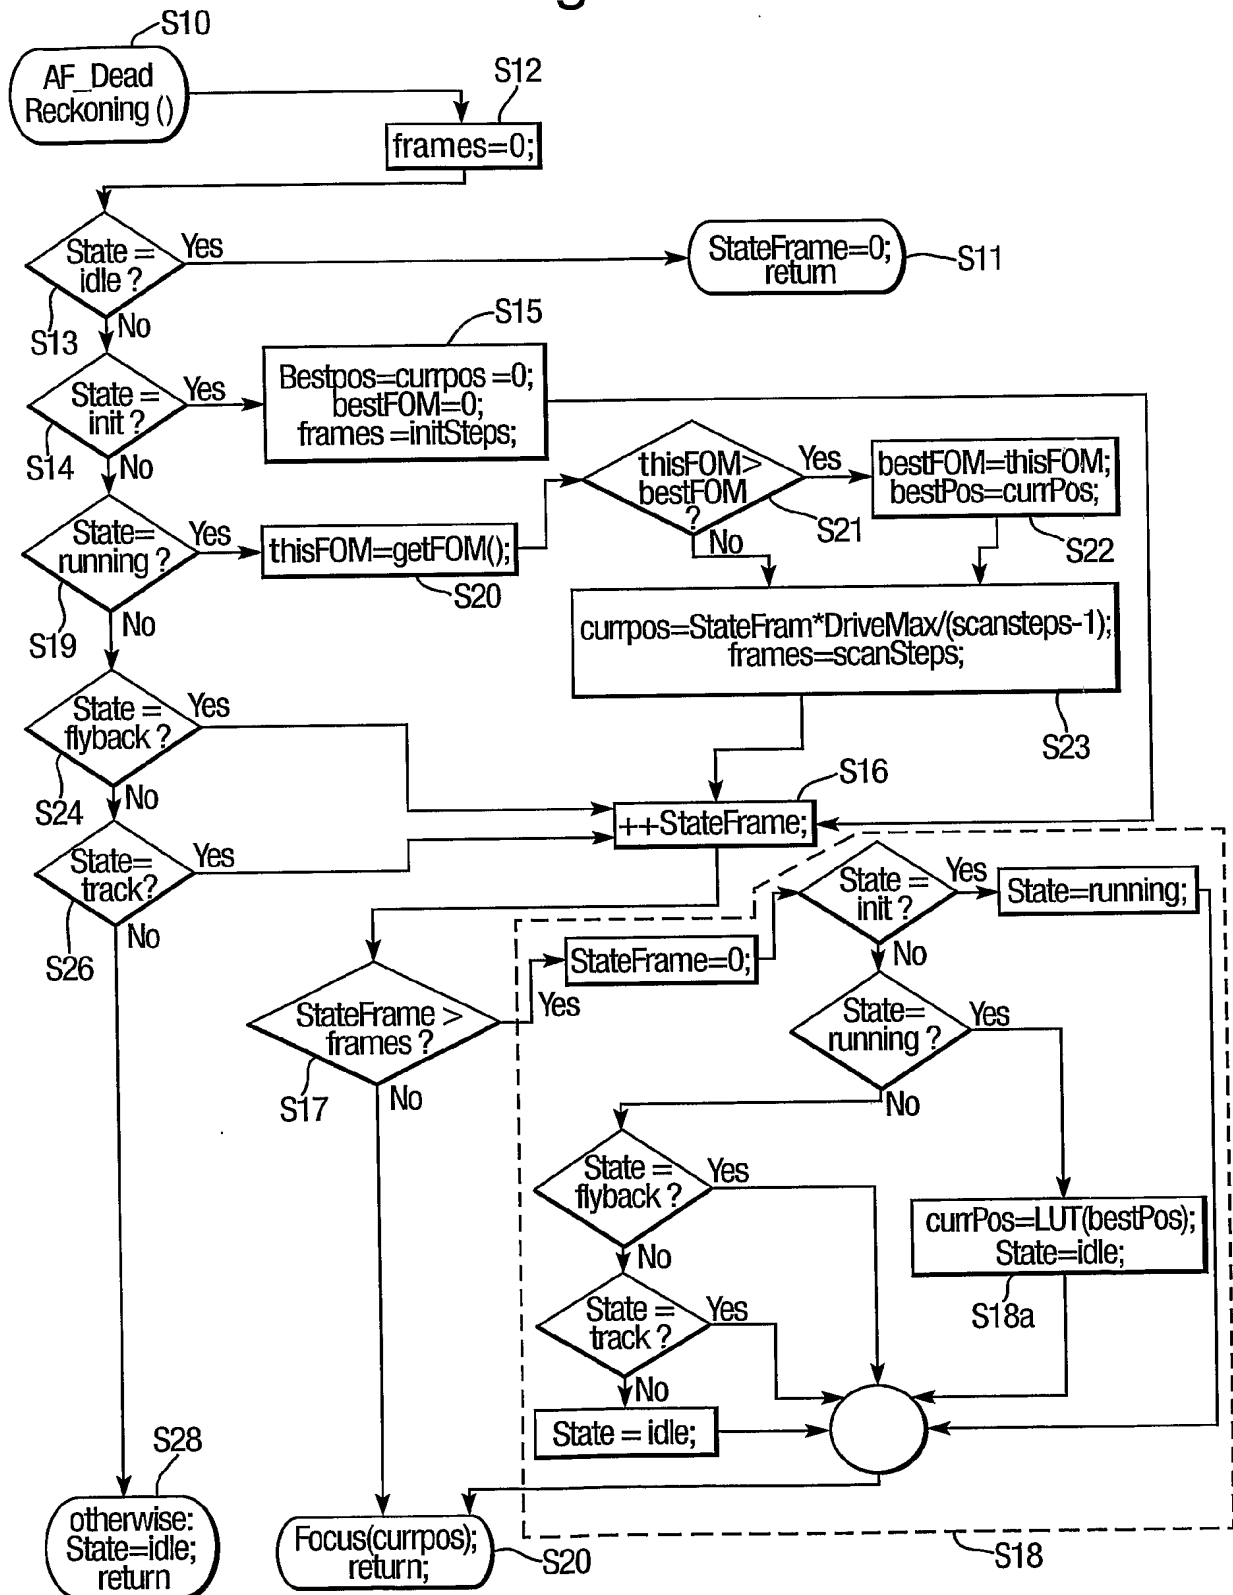 S10
AF_Dead
Reckoning ()
S12
frames=0;
State =
idle ?
Yes
StateFrame=0;
return
S11
S13
No
S15
State =
init ?
Yes
Bestpos=currpos =0;
bestFOM=0;
frames =initSteps;
S14
No
thisFOM>
bestFOM
?
Yes
bestFOM=thisFOM;
bestPos=currPos;
S21
No
S22
State=
running ?
Yes
thisFOM=getFOM();
S20
S19
No
currpos=StateFram*DriveMax/(scansteps-1);
frames=scanSteps;
S23
State =
flyback ?
Yes
S24
No
S16
++StateFrame;
State=
track?
Yes
S26
No
State =
init ?
Yes
State=running;
No
StateFrame=0;
StateFrame >
frames ?
Yes
S17
No
State=
running ?
Yes
No
State =
flyback ?
Yes
No
currPos=LUT(bestPos);
State=idle;
S18a
State =
track ?
Yes
No
State = idle;
S28
otherwise:
State=idle;
return
Focus(currpos);
return;
S20
S18